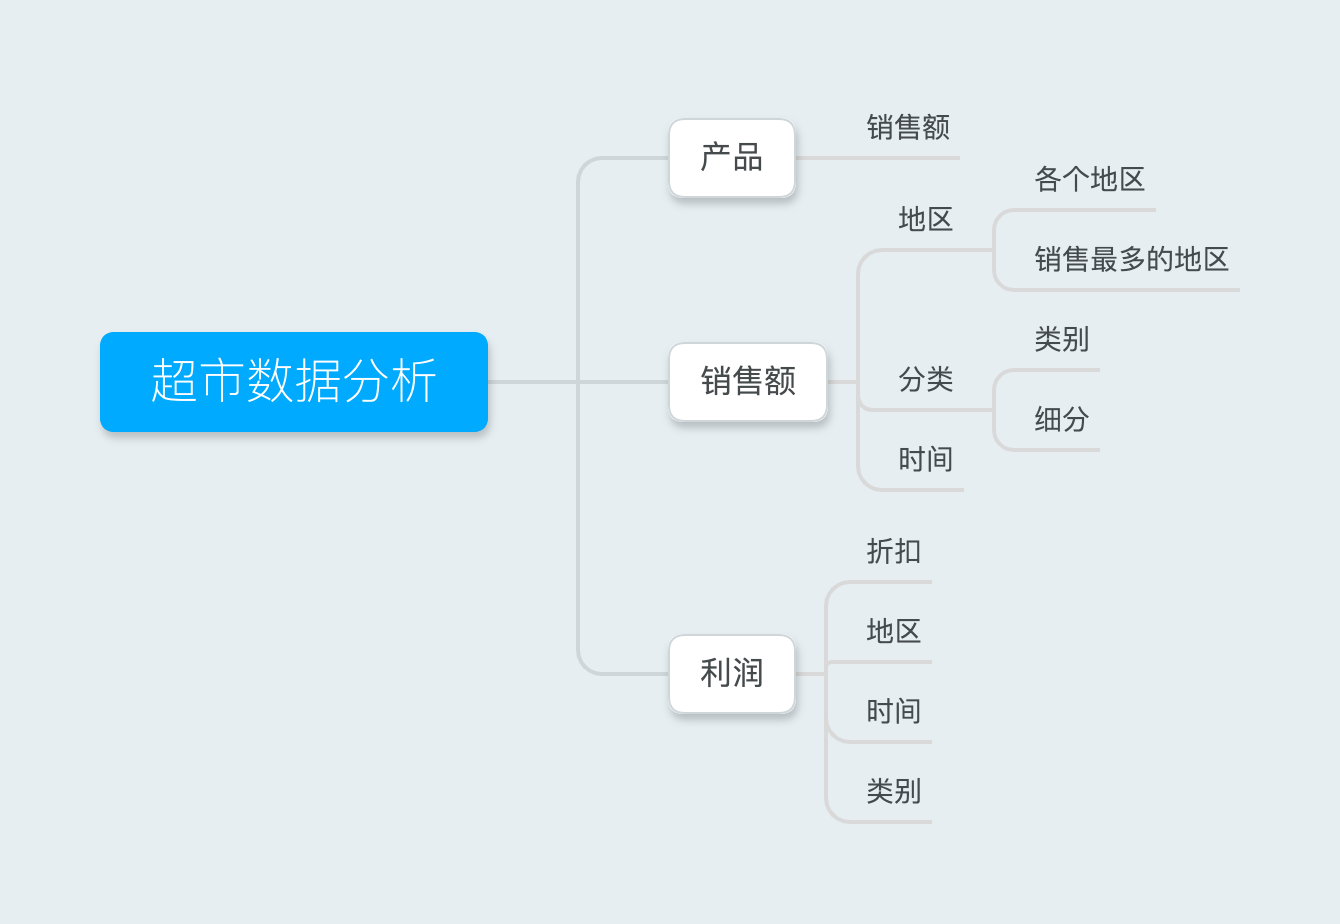 超市数据分析
产品
销售额
销售额
地区
各个地区
销售最多的地区
分类
类别
细分
时间
利润
折扣
地区
时间
类别